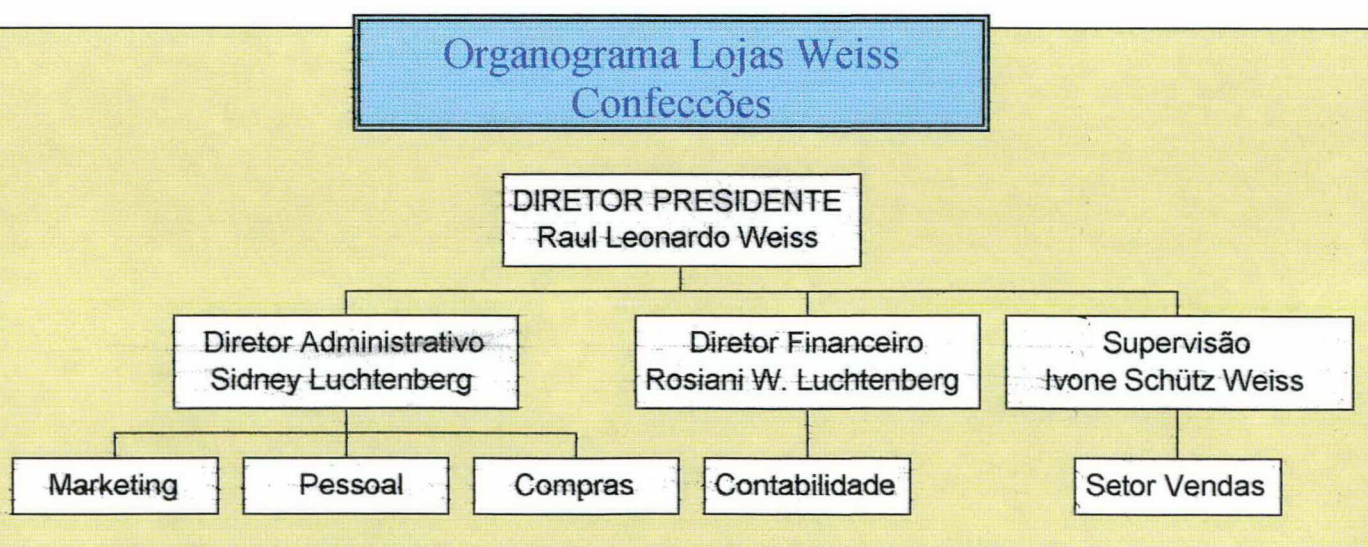 Organograma Lojas Weiss
Confeccões
DIRETOR PRESIDENTE
Raul Leonardo Weiss
Diretor Administrativo
Sidney Luchtenberg
Diretor Financeiro
Rosiani W. Luchtenberg
Supervisão
Ivone Schütz Weiss
Marketing
Pessoal
Compras
Contabilidade
Setor Vendas